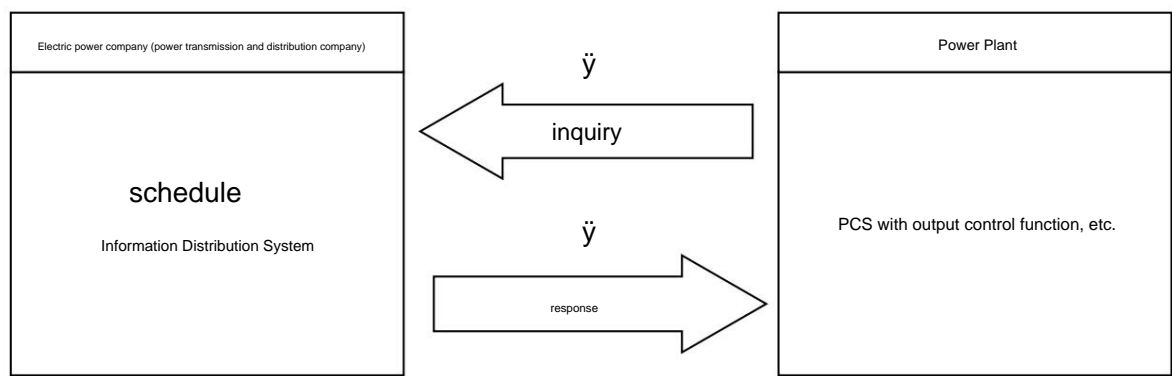 Electric power company (power transmission and distribution company)
schedule
Information Distribution System
ÿ
inquiry
ÿ
response
Power Plant
PCS with output control function, etc.